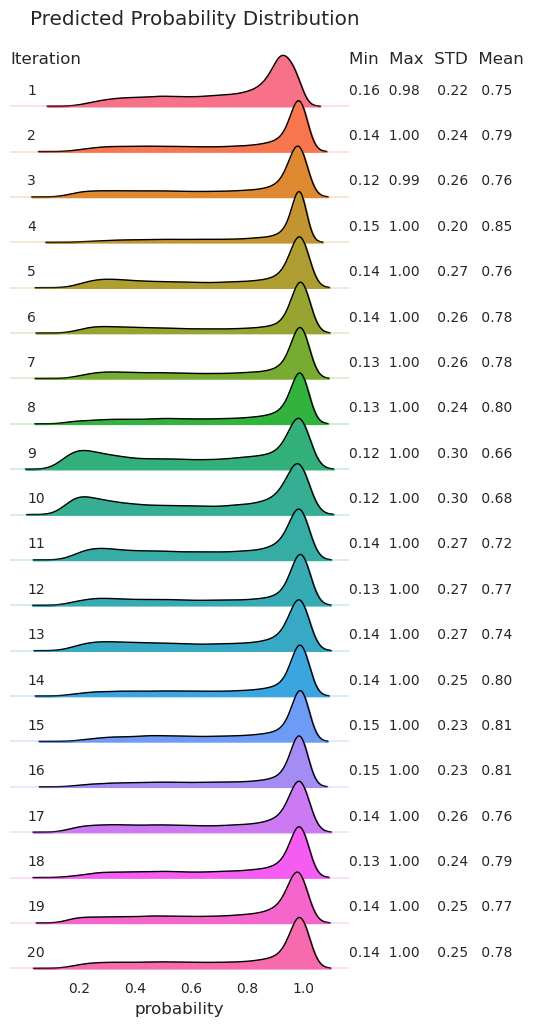 Predicted Probability Distribution
Iteration Min Max STD Mean
1 0.16 0.98 0.22 0.75
2 0.14 1.00 0.24 0.79
3 0.12 0.99 0.26 0.76
4 0.15 1.00 0.20 0.85
5 0.14 1.00 0.27 0.76
6 0.14 1.00 0.26 0.78
7 0.13 1.00 0.26 0.78
8 0.13 1.00 0.24 0.80
9 0.12 1.00 0.30 0.66
10 0.12 1.00 0.30 0.68
11 0.14 1.00 0.27 0.72
12 0.13 1.00 0.27 0.77
13 0.14 1.00 0.27 0.74
14 0.14 1.00 0.25 0.80
15 0.15 1.00 0.23 0.81
16 0.15 1.00 0.23 0.81
17 0.14 1.00 0.26 0.76
18 0.13 1.00 0.24 0.79
19 0.14 1.00 0.25 0.77
20 0.14 1.00 0.25 0.78
0.2 0.4 0.6 0.8 1.0
probability